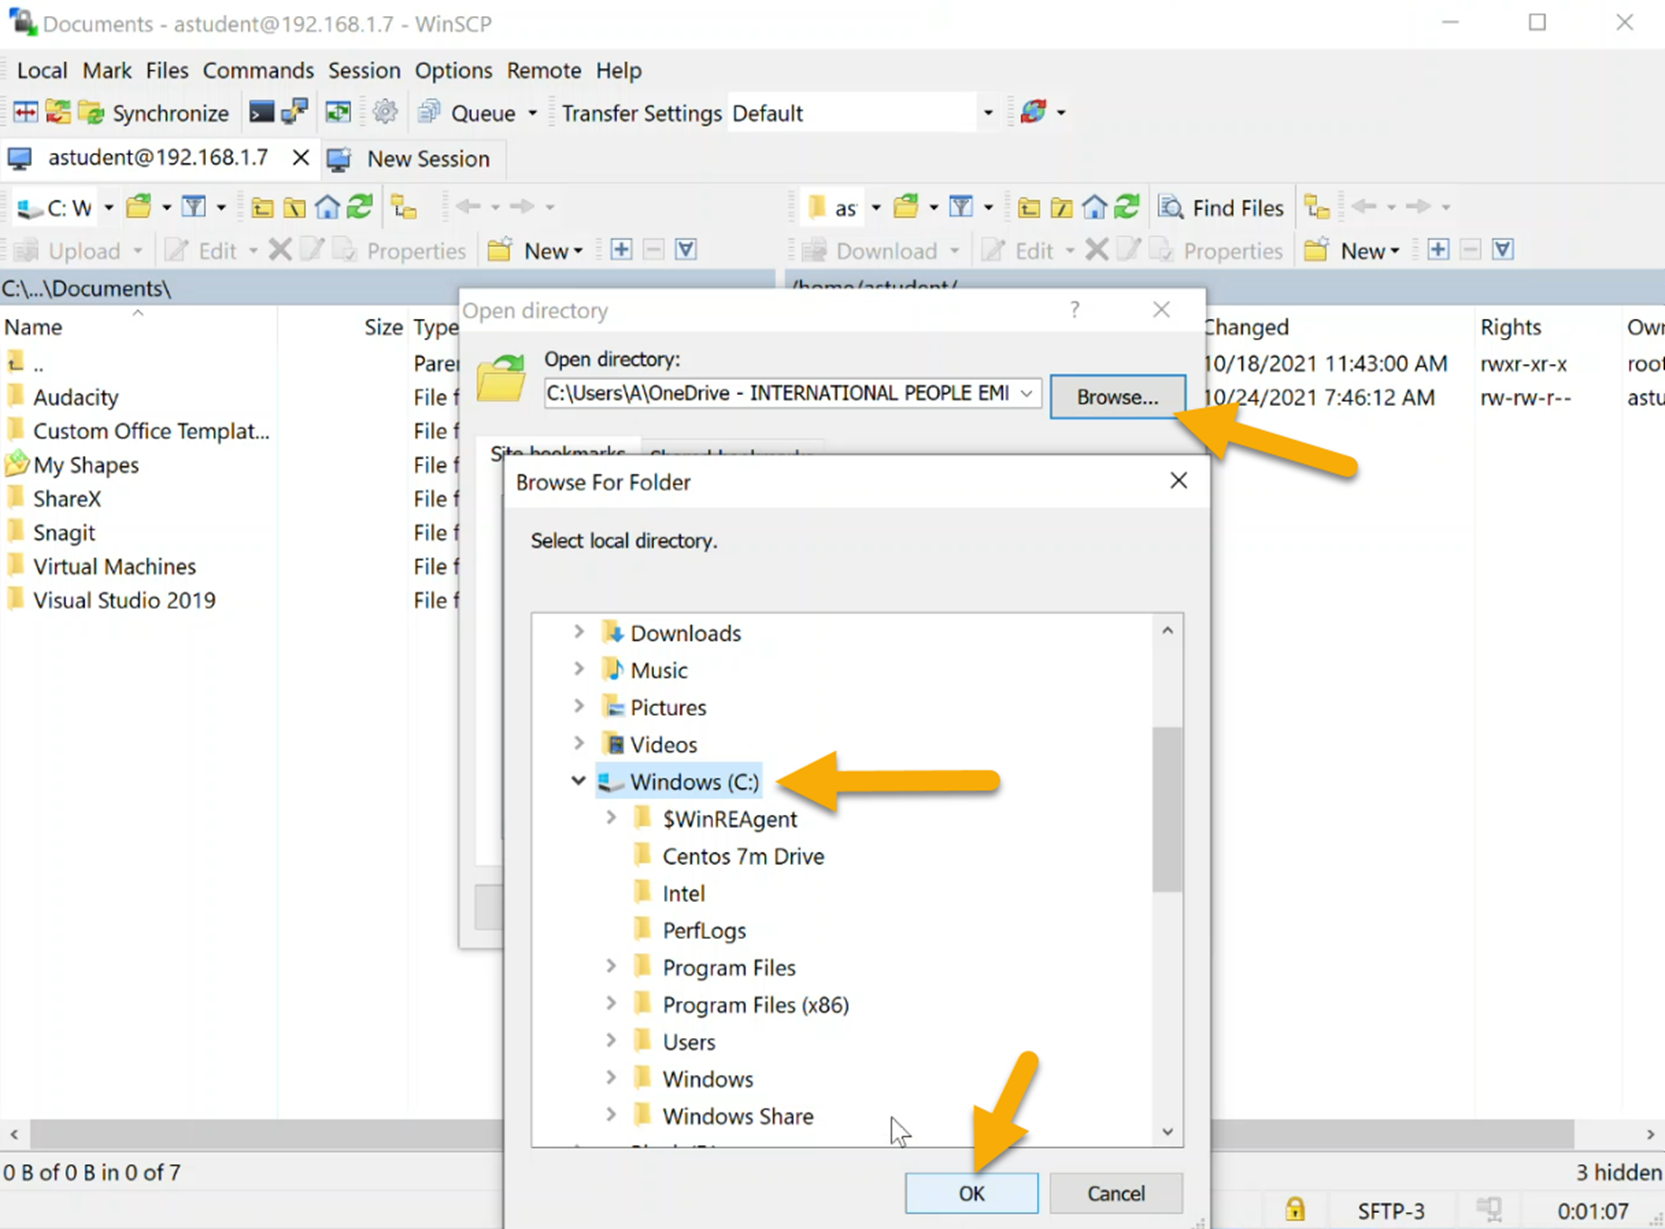 Documents - astudent@192.168.1.7 - WinSCP
Local Mark Files Commands Session Options Remote Help
Synchronize Queue Transfer Settings Default
astudent@192.168.1.7 New Session
C: W as Find Files
Upload Edit Properties New Download Edit Properties New
C:\...\Documents\ /home/astudent/
Name Size Type Changed Rights Own
.. Parer 10/18/2021 11:43:00 AM rwxr-xr-x root
Audacity File f 10/24/2021 7:46:12 AM rw-rw-r-- astu
Custom Office Templat... File f
My Shapes File f
ShareX File f
Snagit File f
Virtual Machines File f
Visual Studio 2019 File f
Open directory ?
Open directory:
C:\Users\A\OneDrive - INTERNATIONAL PEOPLE EMI Browse...
Site bookmarks Shared bookmarks
Browse For Folder
Select local directory.
Downloads
Music
Pictures
Videos
Windows (C:)
$WinREAgent
Centos 7m Drive
Intel
PerfLogs
Program Files
Program Files (x86)
Users
Windows
Windows Share
OK Cancel
0 B of 0 B in 0 of 7 3 hidden
SFTP-3 0:01:07